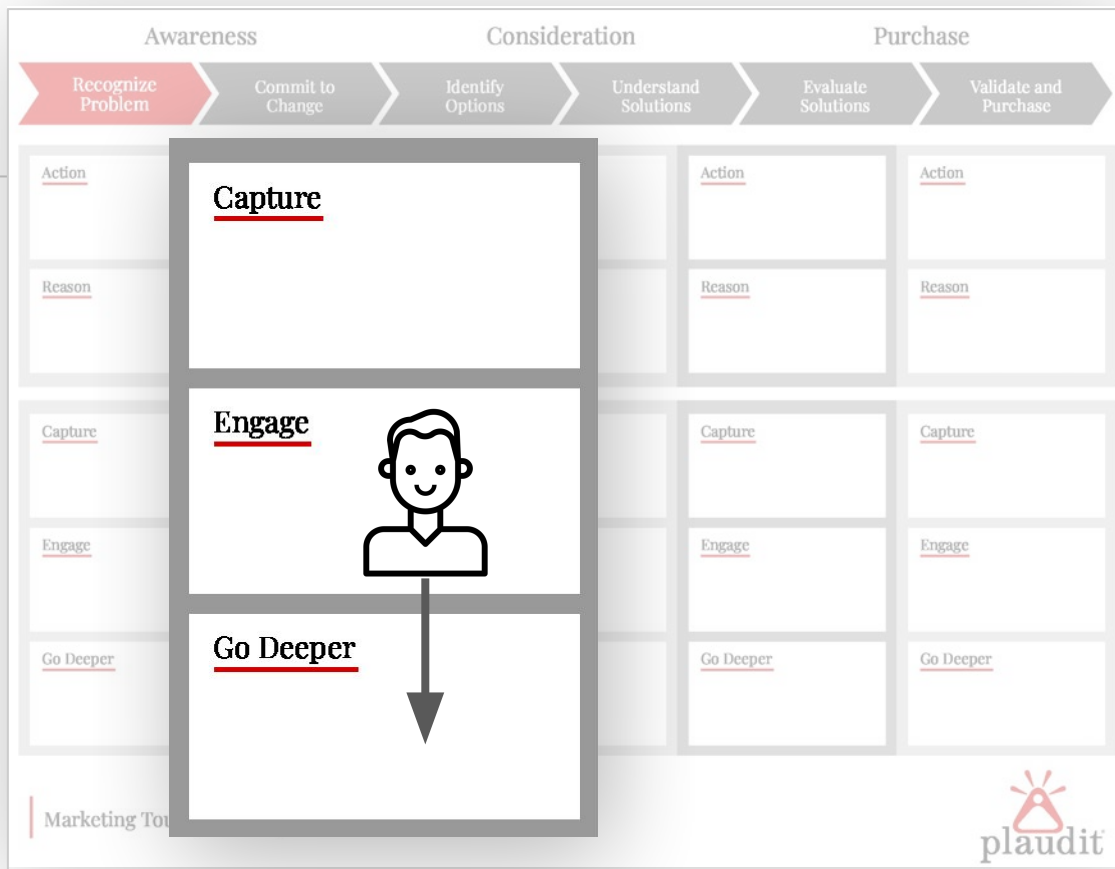 Awareness
Consideration
Purchase
Recognize
Problem
Commit to
Change
Identify
Options
Understand
Solutions
Evaluate
Solutions
Validate and
Purchase
Action
Action
Action
Reason
Reason
Reason
Capture
Engage
Go Deeper
Capture
Capture
Capture
Engage
Engage
Engage
Go Deeper
Go Deeper
Go Deeper
Marketing
plaudit